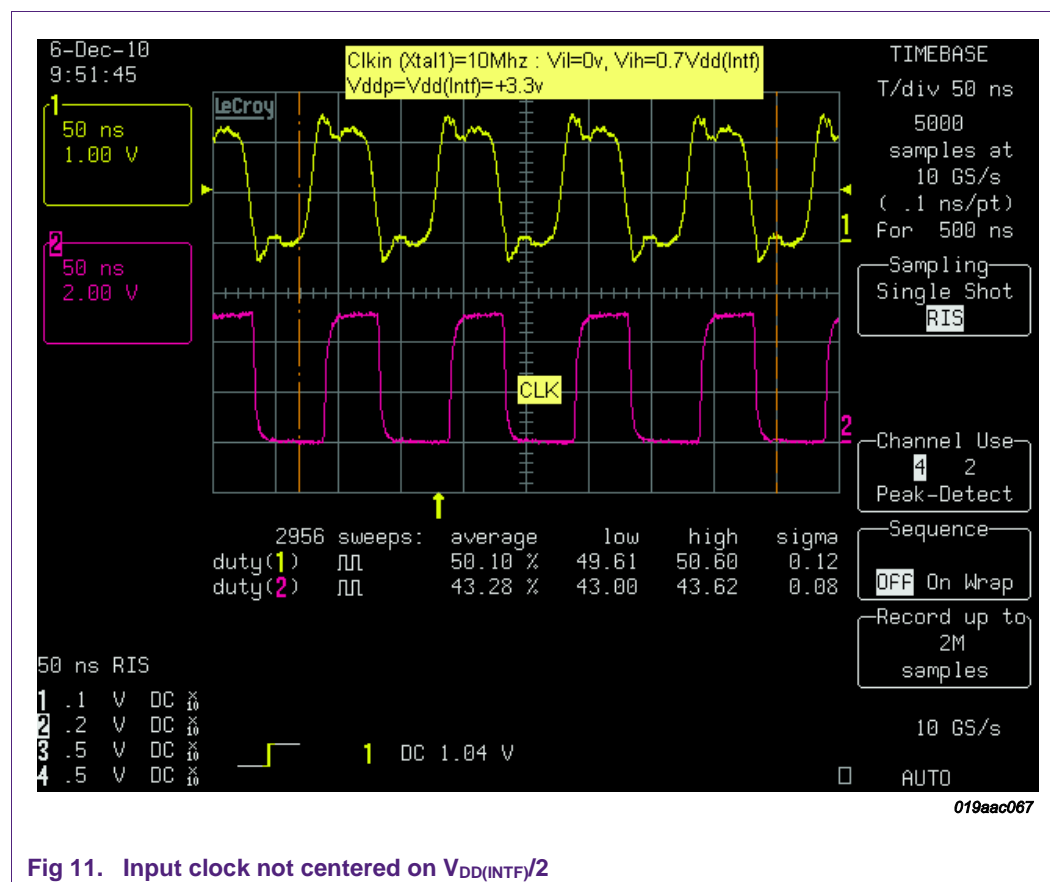 6-Dec-10
9:51:45
Clkin (Xtal1)=10Mhz : Vil=0v, Vih=0.7Vdd(Intf)
Vddp=Vdd(Intf)=+3.3v
1
50 ns
1.00 V
2
50 ns
2.00 V
LeCroy
1
CLK
2
2956 sweeps: average low high sigma
duty(1) 50.10 % 49.61 50.60 0.12
duty(2) 43.28 % 43.00 43.62 0.08
50 ns RIS
1 .1 V DC X10
2 .2 V DC X10
3 .5 V DC X10
4 .5 V DC X10
1 DC 1.04 V
TIMEBASE
T/div 50 ns
5000
samples at
10 GS/s
( .1 ns/pt)
for 500 ns
Sampling
Single Shot
RIS
Channel Use
4 2
Peak-Detect
Sequence
OFF On Wrap
Record up to
2M
samples
10 GS/s
AUTO
019aac067
Fig 11. Input clock not centered on VDD(INTF)/2